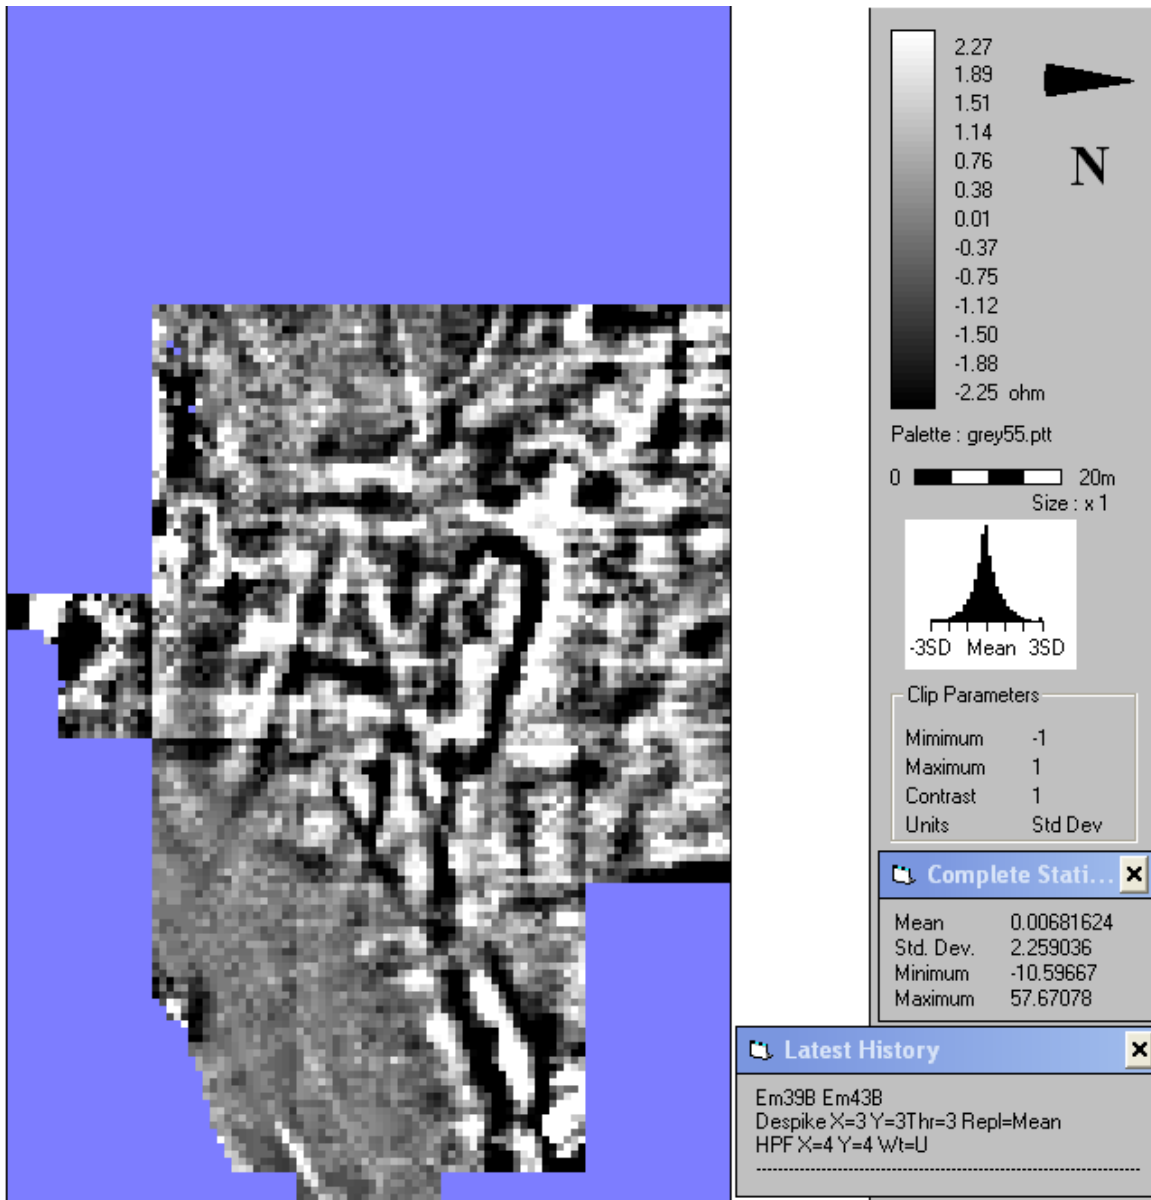 2.27
1.89
1.51
1.14
0.76
0.38
0.01
-0.37
-0.75
-1.12
-1.50
-1.88
-2.25 ohm
N
Palette : grey55.ptt
0 20m
Size : x 1
-3SD Mean 3SD
Clip Parameters
Mimimum -1
Maximum 1
Contrast 1
Units Std Dev
Complete Stati...
Mean 0.00681624
Std. Dev. 2.259036
Minimum -10.59667
Maximum 57.67078
Latest History
Em39B Em43B
Despike X=3 Y=3Thr=3 Repl=Mean
HPF X=4 Y=4 Wt=U
--------------------------------------------------------------------------------